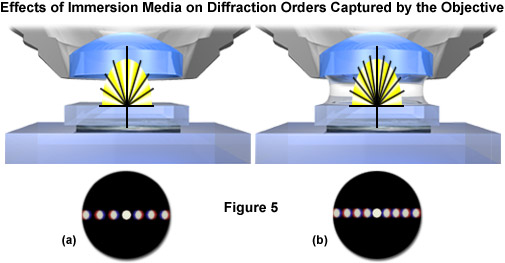 Effects of Immersion Media on Diffraction Orders Captured by the Objective
Figure 5
(a)
(b)